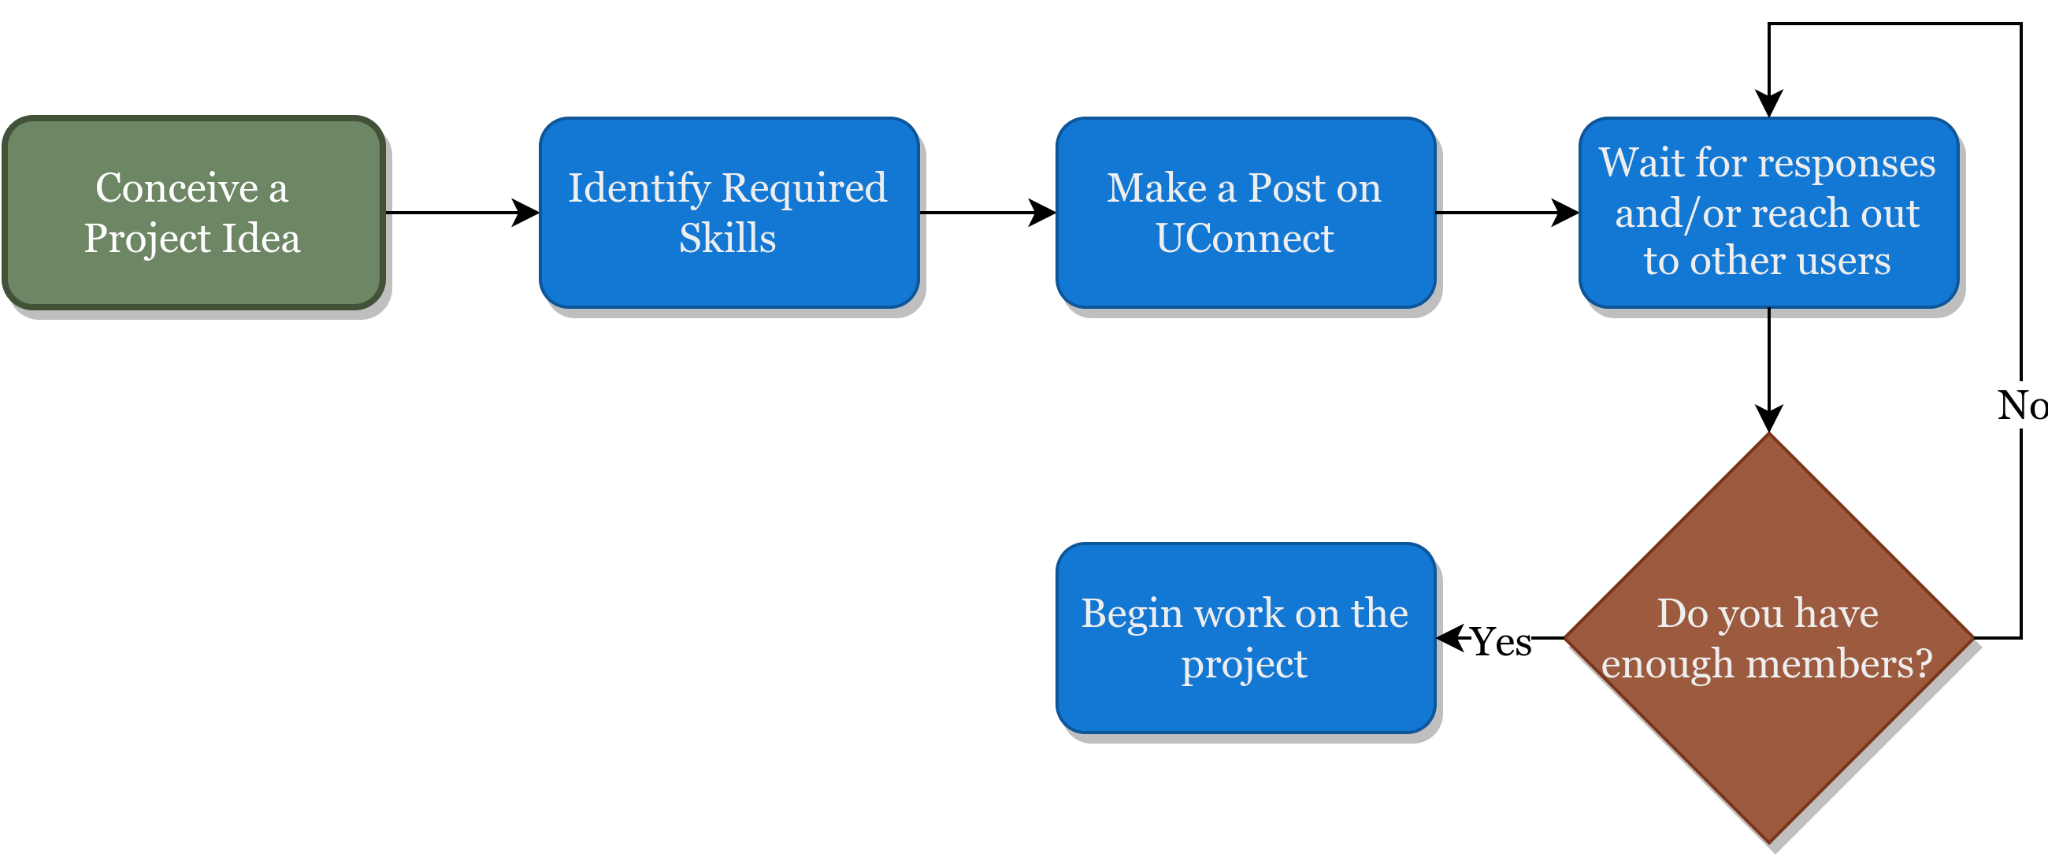 Conceive a
Project Idea
Identify Required
Skills
Make a Post on
UConnect
Wait for responses
and/or reach out
to other users
No
Do you have
enough members?
Yes
Begin work on the
project